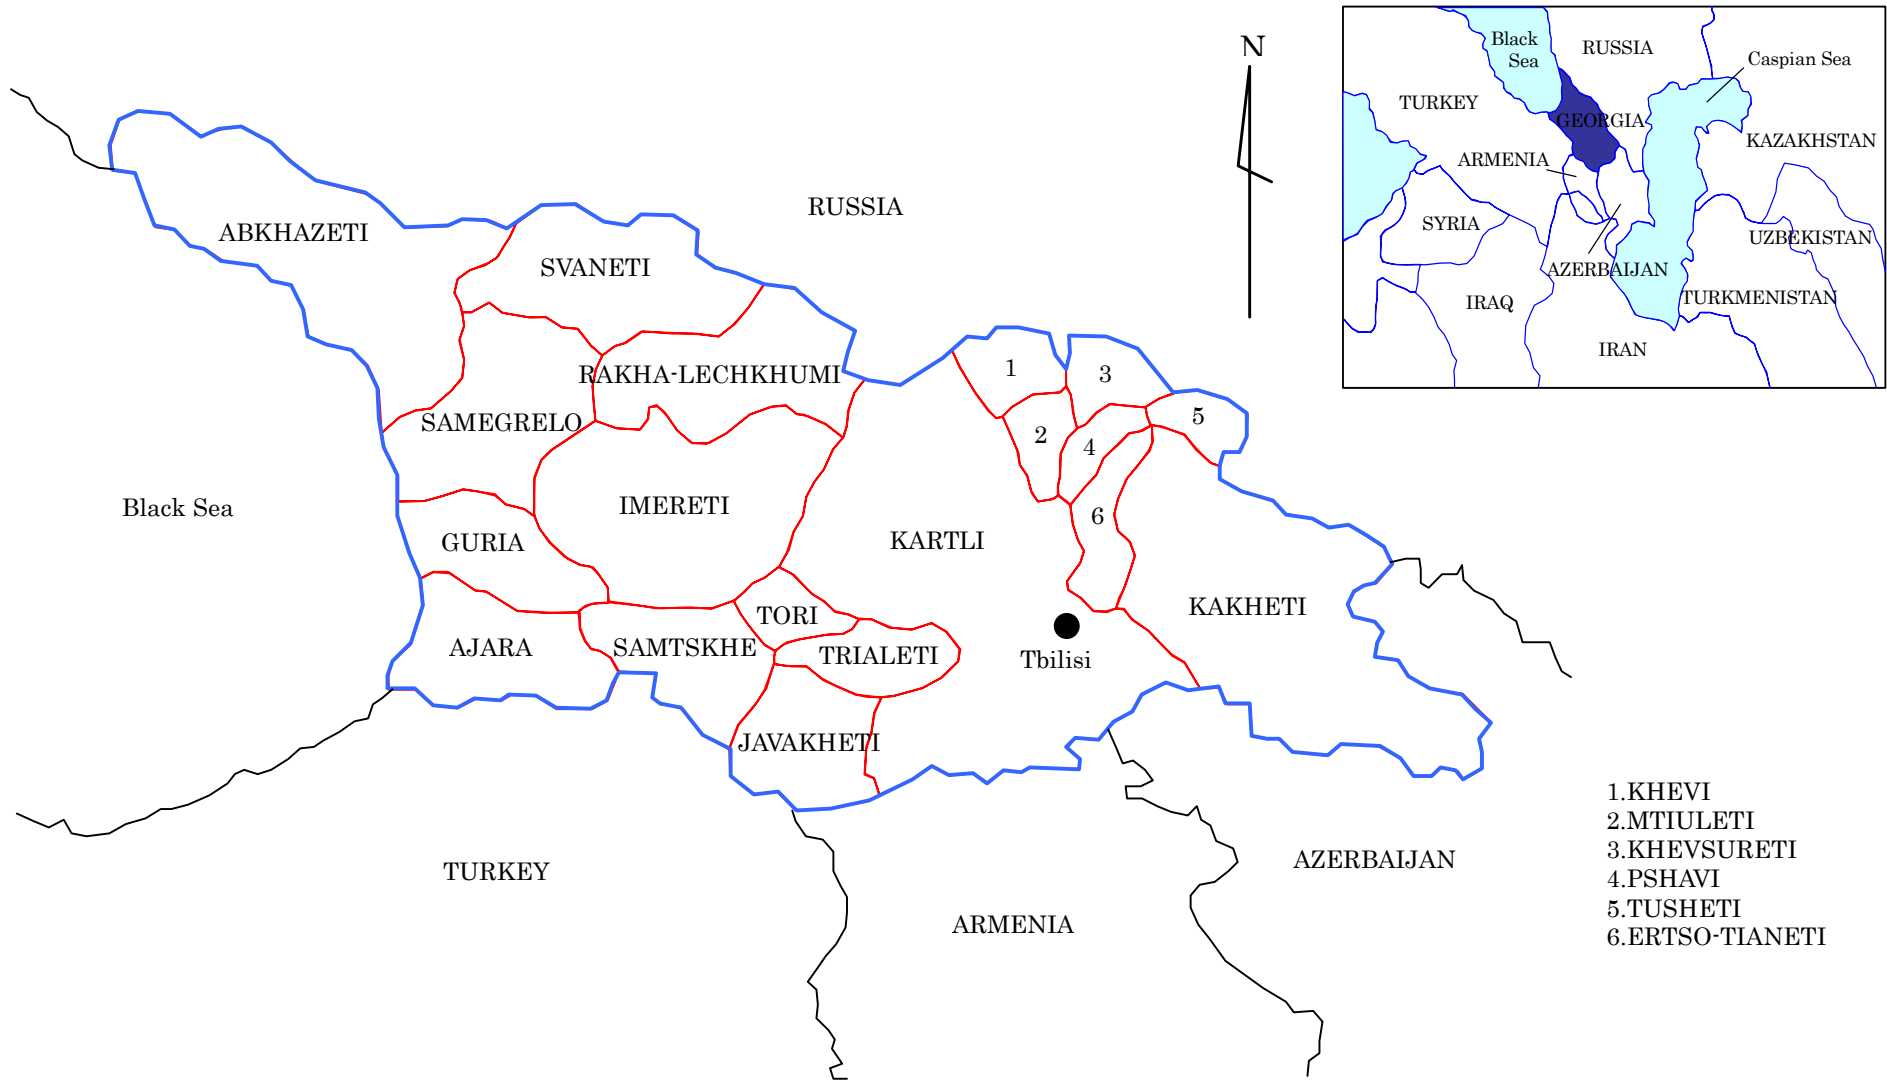 N
RUSSIA
ABKHAZETI
SVANETI
RAKHA-LECHKHUMI
SAMEGRELO
1
3
5
2
4
6
Black Sea
IMERETI
GURIA
KARTLI
KAKHETI
TORI
AJARA
SAMTSKHE
TRIALETI
Tbilisi
JAVAKHETI
TURKEY
ARMENIA
AZERBAIJAN
1.KHEVI
2.MTIULETI
3.KHEVSURETI
4.PSHAVI
5.TUSHETI
6.ERTSO-TIANETI
Black
Sea
RUSSIA
Caspian Sea
TURKEY
GEORGIA
KAZAKHSTAN
ARMENIA
SYRIA
UZBEKISTAN
AZERBAIJAN
IRAQ
TURKMENISTAN
IRAN